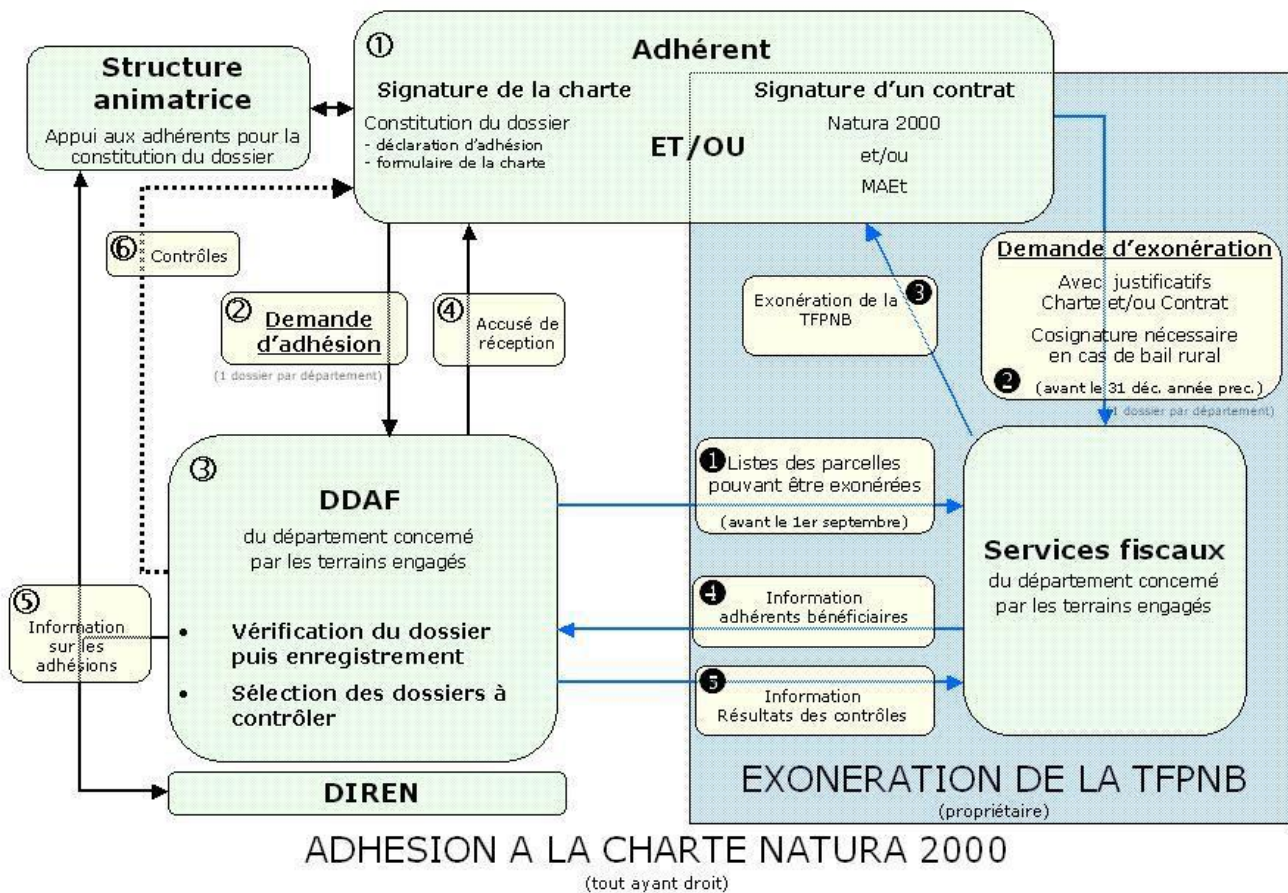 ①
Adhérent
Structure
animatrice
Appui aux adhérents pour la
constitution du dossier
Signature de la charte
Constitution du dossier
- déclaration d'adhésion
- formulaire de la charte
ET/OU
Signature d'un contrat
Natura 2000
et/ou
MAEt
⑥ Contrôles
②
Demande
d'adhésion
(1 dossier par département)
④
Accusé de
réception
Exonération de la
TFPNB
❸
Demande d'exonération
Avec justificatifs
Charte et/ou Contrat
Cosignature nécessaire
en cas de bail rural
❷ (avant le 31 déc. année prec.)
(1 dossier par département)
③
DDAF
du département concerné
par les terrains engagés
• Vérification du dossier
puis enregistrement
• Sélection des dossiers à
contrôler
⑤
Information
sur les
adhésions
DIREN
❶ Listes des parcelles
pouvant être exonérées
(avant le 1er septembre)
❹
Information
adhérents bénéficiaires
❺
Information
Résultats des contrôles
Services fiscaux
du département concerné
par les terrains engagés
EXONERATION DE LA TFPNB
(propriétaire)
ADHESION A LA CHARTE NATURA 2000
(tout ayant droit)